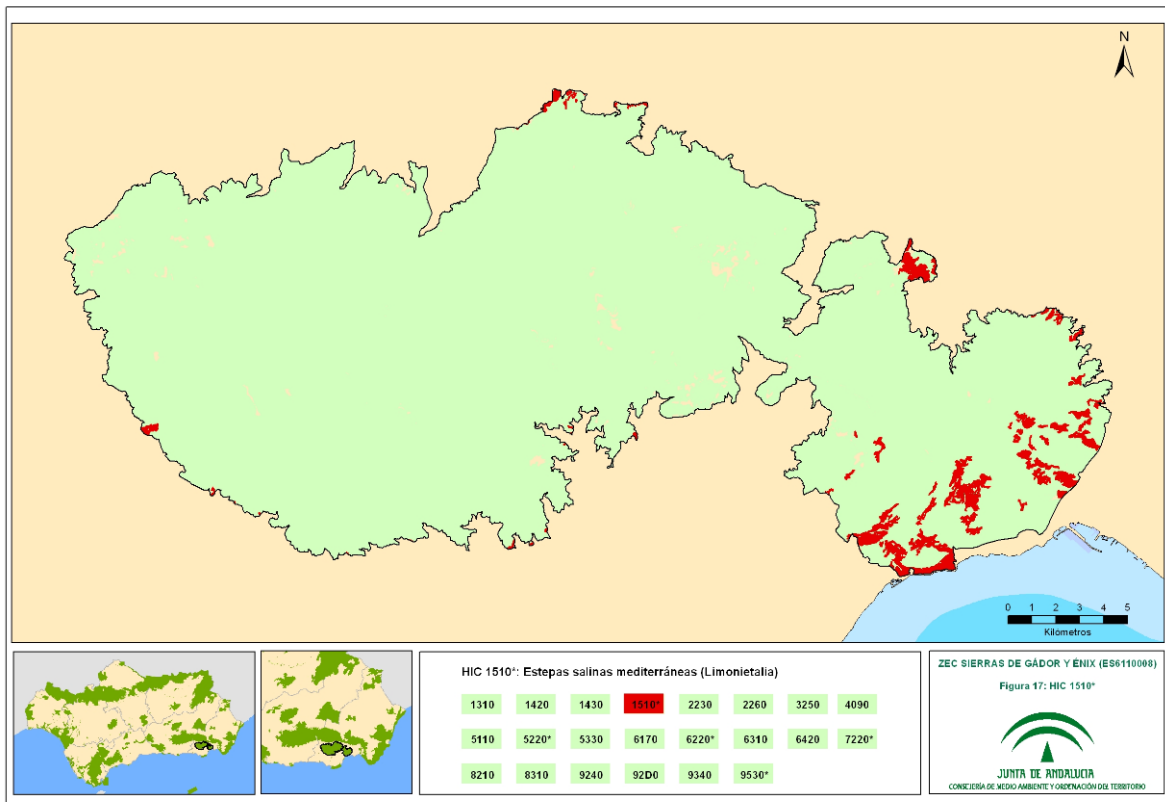 N
0 1 2 3 4 5
Kilómetros
HIC 1510*: Estepas salinas mediterráneas (Limonietalia)
1310 1420 1430 1510* 2230 2260 3250 4090
5110 5220* 5330 6170 6220* 6310 6420 7220*
8210 8310 9240 92D0 9340 9530*
ZEC SIERRAS DE GÁDOR Y ÉNIX (ES6110008)
Figura 17: HIC 1510*
JUNTA DE ANDALUCIA
CONSEJERÍA DE MEDIO AMBIENTE Y ORDENACIÓN DEL TERRITORIO